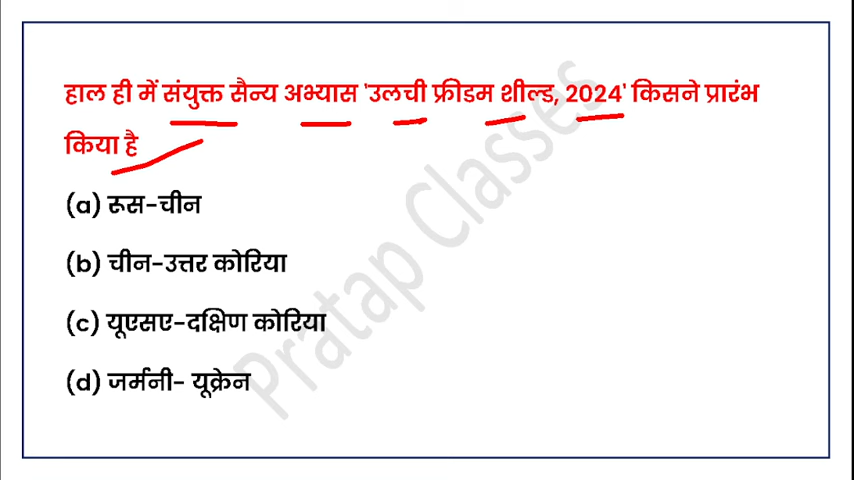 हाल ही में संयुक्त सैन्य अभ्यास 'उलची फ्रीडम शील्ड, 2024' किसने प्रारंभ
किया है
(a) रूस-चीन
(b) चीन-उत्तर कोरिया
(c) यूएसए-दक्षिण कोरिया
(d) जर्मनी- यूक्रेन
Pratap Classes